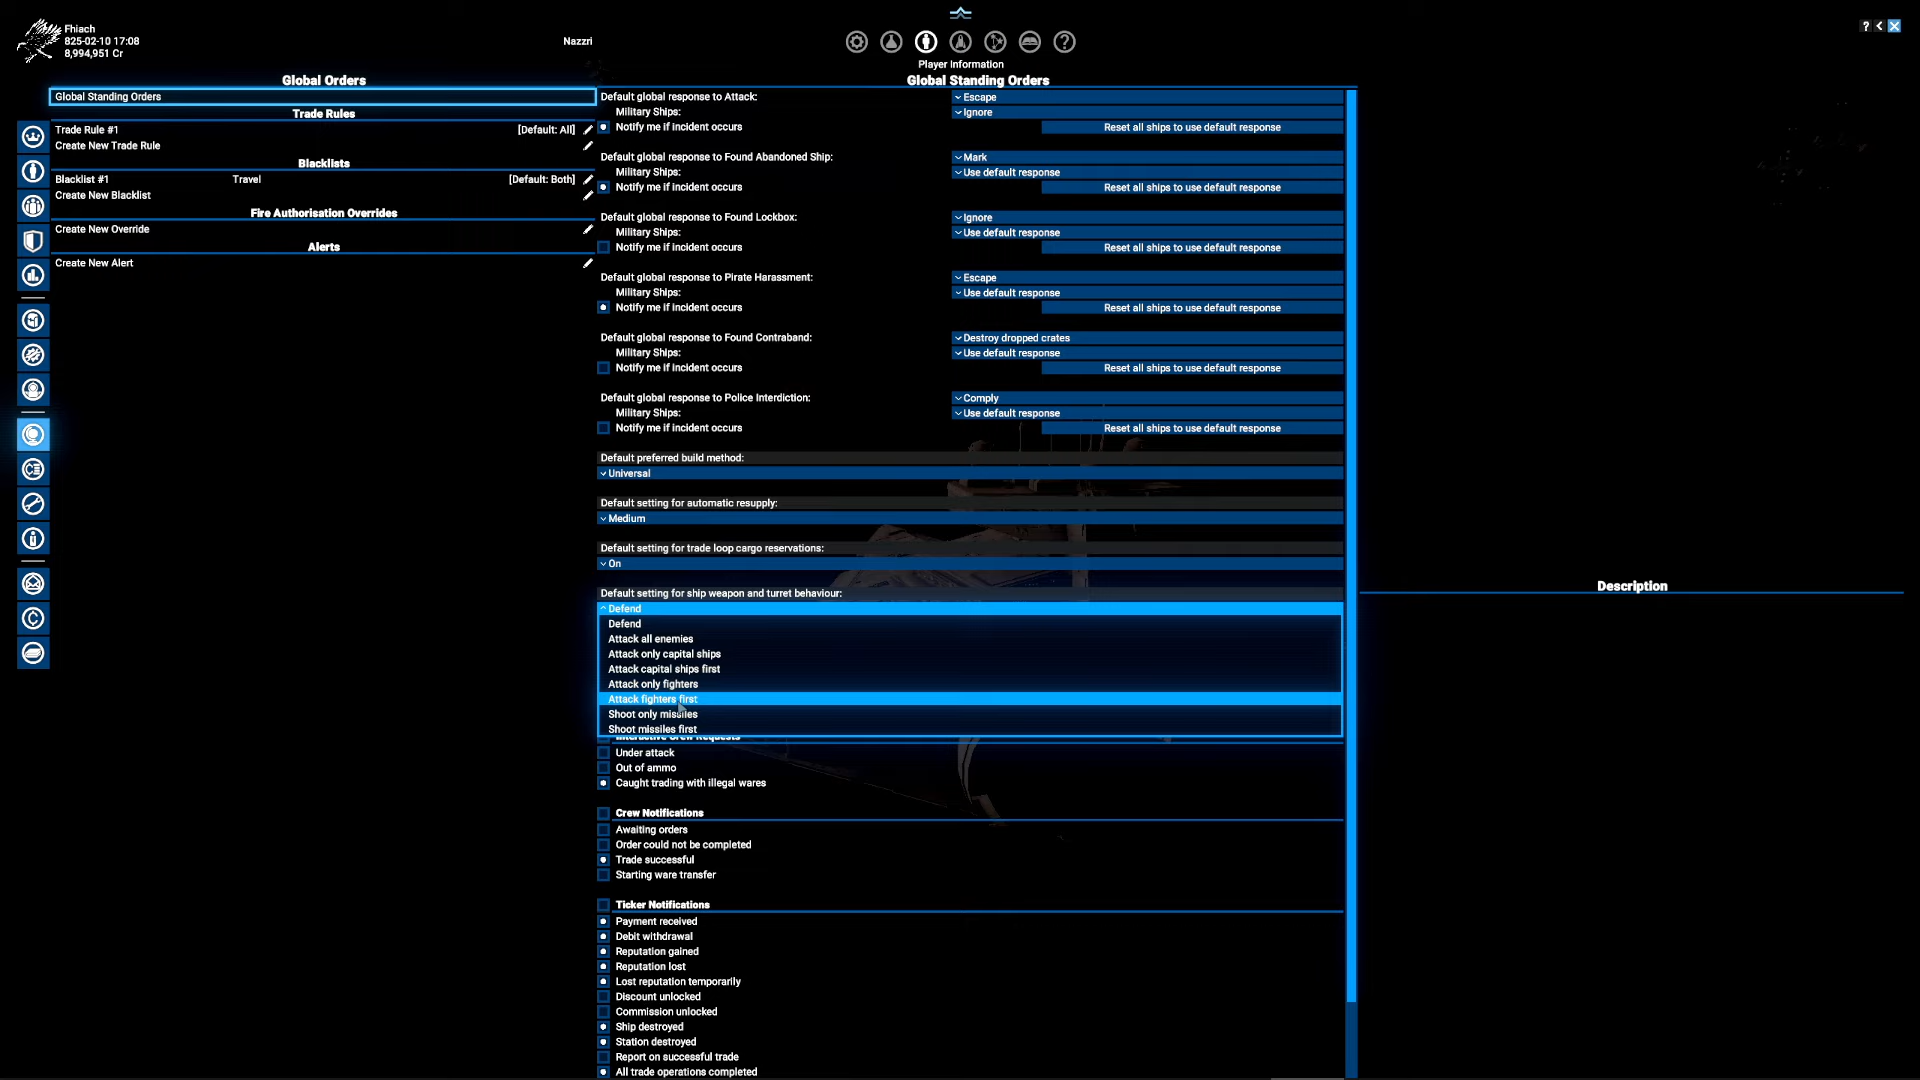 Fhiach
825-02-10 17:08
8,994,951 Cr
Nazzri
Player Information
? <
Global Orders
Global Standing Orders
Trade Rules
Trade Rule #1 [Default: All]
Create New Trade Rule
Blacklists
Blacklist #1 Travel [Default: Both]
Create New Blacklist
Fire Authorisation Overrides
Create New Override
Alerts
Create New Alert
Global Standing Orders
Default global response to Attack: Escape
Military Ships: Ignore
Notify me if incident occurs Reset all ships to use default response
Default global response to Found Abandoned Ship: Mark
Military Ships: Use default response
Notify me if incident occurs Reset all ships to use default response
Default global response to Found Lockbox: Ignore
Military Ships: Use default response
Notify me if incident occurs Reset all ships to use default response
Default global response to Pirate Harassment: Escape
Military Ships: Use default response
Notify me if incident occurs Reset all ships to use default response
Default global response to Found Contraband: Destroy dropped crates
Military Ships: Use default response
Notify me if incident occurs Reset all ships to use default response
Default global response to Police Interdiction: Comply
Military Ships: Use default response
Notify me if incident occurs Reset all ships to use default response
Default preferred build method:
Universal
Default setting for automatic resupply:
Medium
Default setting for trade loop cargo reservations:
On
Default setting for ship weapon and turret behaviour:
Defend
Defend
Attack all enemies
Attack only capital ships
Attack capital ships first
Attack only fighters
Attack fighters first
Shoot only missiles
Shoot missiles first
Interactive Crew Requests
Under attack
Out of ammo
Caught trading with illegal wares
Crew Notifications
Awaiting orders
Order could not be completed
Trade successful
Starting ware transfer
Ticker Notifications
Payment received
Debit withdrawal
Reputation gained
Reputation lost
Lost reputation temporarily
Discount unlocked
Commission unlocked
Ship destroyed
Station destroyed
Report on successful trade
All trade operations completed
Description